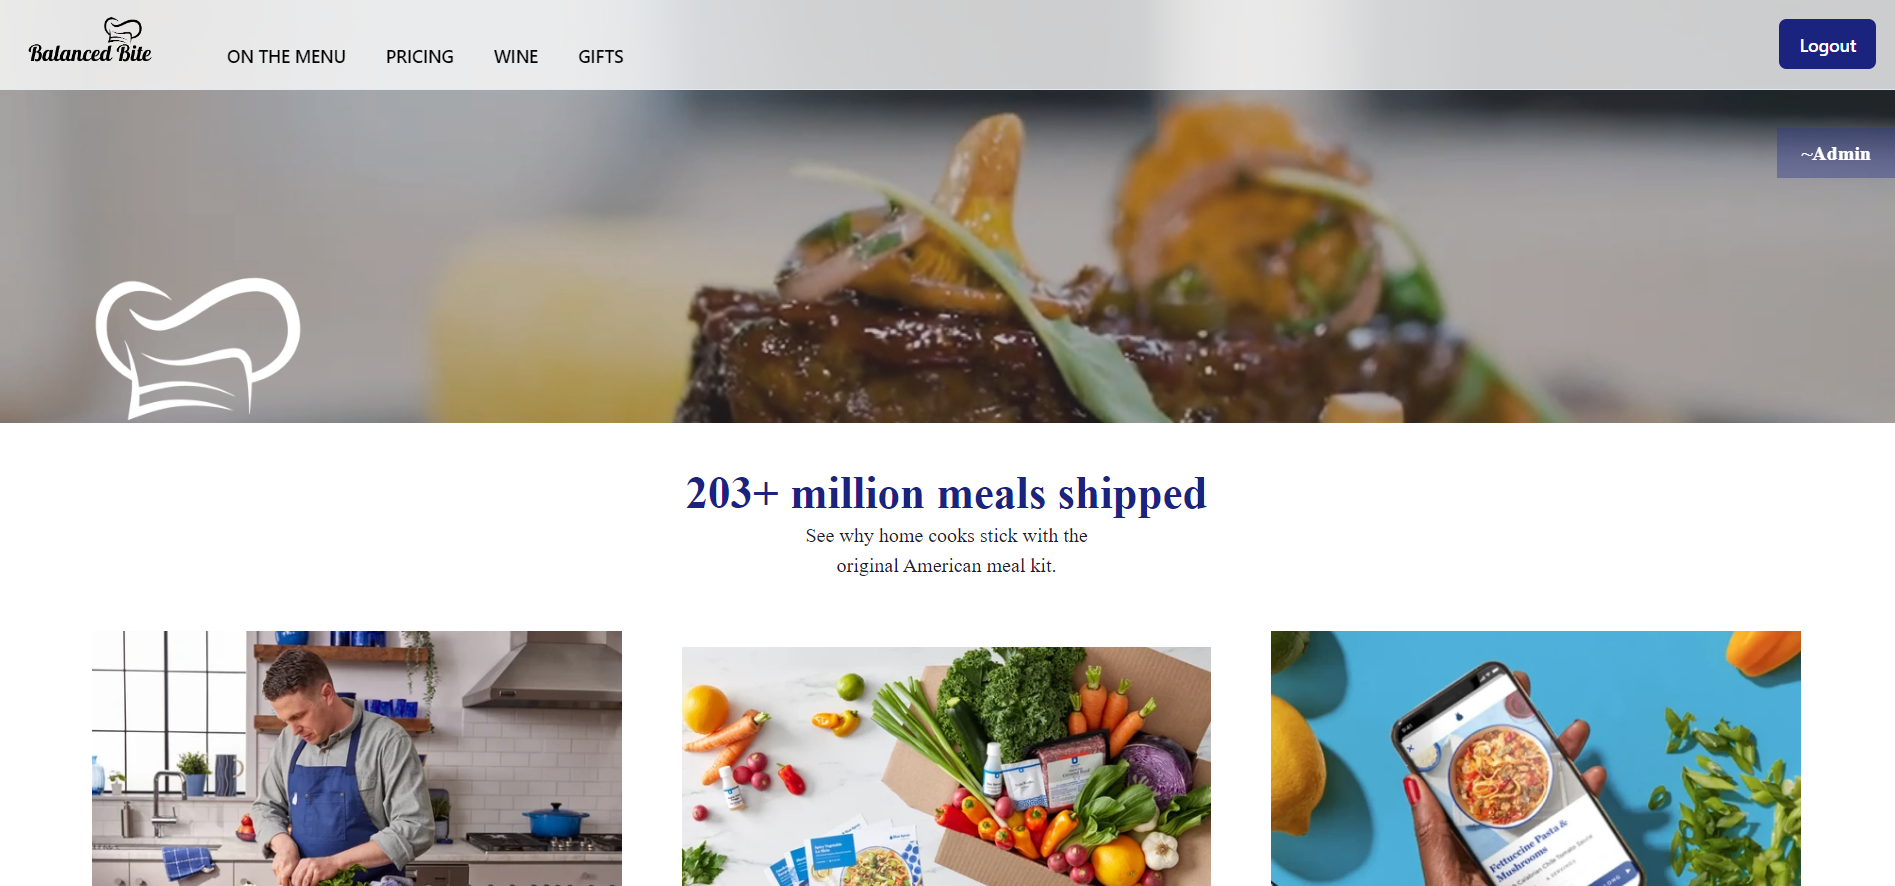 Balanced Bite
ON THE MENU
PRICING
WINE
GIFTS
Logout
~Admin
203+ million meals shipped
See why home cooks stick with the
original American meal kit.
Fettuccine Pasta &
Mushrooms